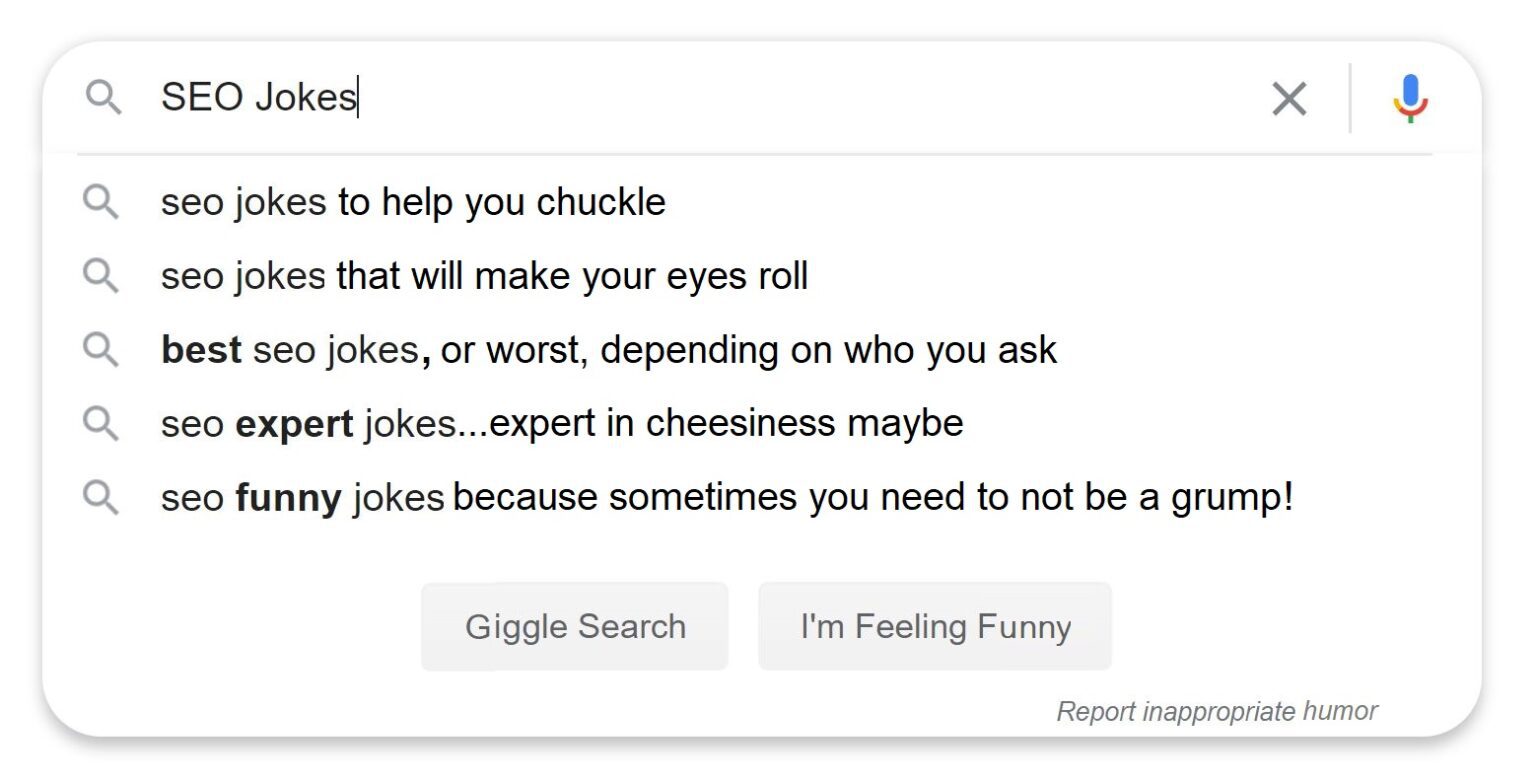 SEO Jokes
seo jokes to help you chuckle
seo jokes that will make your eyes roll
best seo jokes, or worst, depending on who you ask
seo expert jokes...expert in cheesiness maybe
seo funny jokes because sometimes you need to not be a grump!
Giggle Search I'm Feeling Funny
Report inappropriate humor